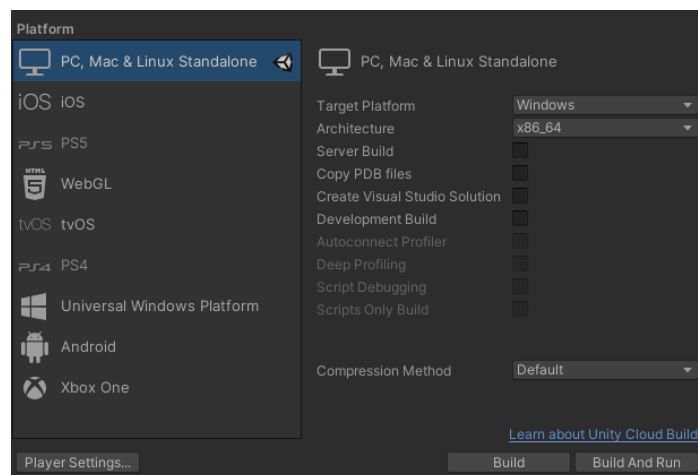 Platform
PC, Mac & Linux Standalone
iOS iOS
PS5 PS5
HTML 5 WebGL
tvOS tvOS
PS4 PS4
Universal Windows Platform
Android
Xbox One
PC, Mac & Linux Standalone
Target Platform Windows
Architecture x86_64
Server Build
Copy PDB files
Create Visual Studio Solution
Development Build
Autoconnect Profiler
Deep Profiling
Script Debugging
Scripts Only Build
Compression Method Default
Learn about Unity Cloud Build
Player Settings... Build Build And Run